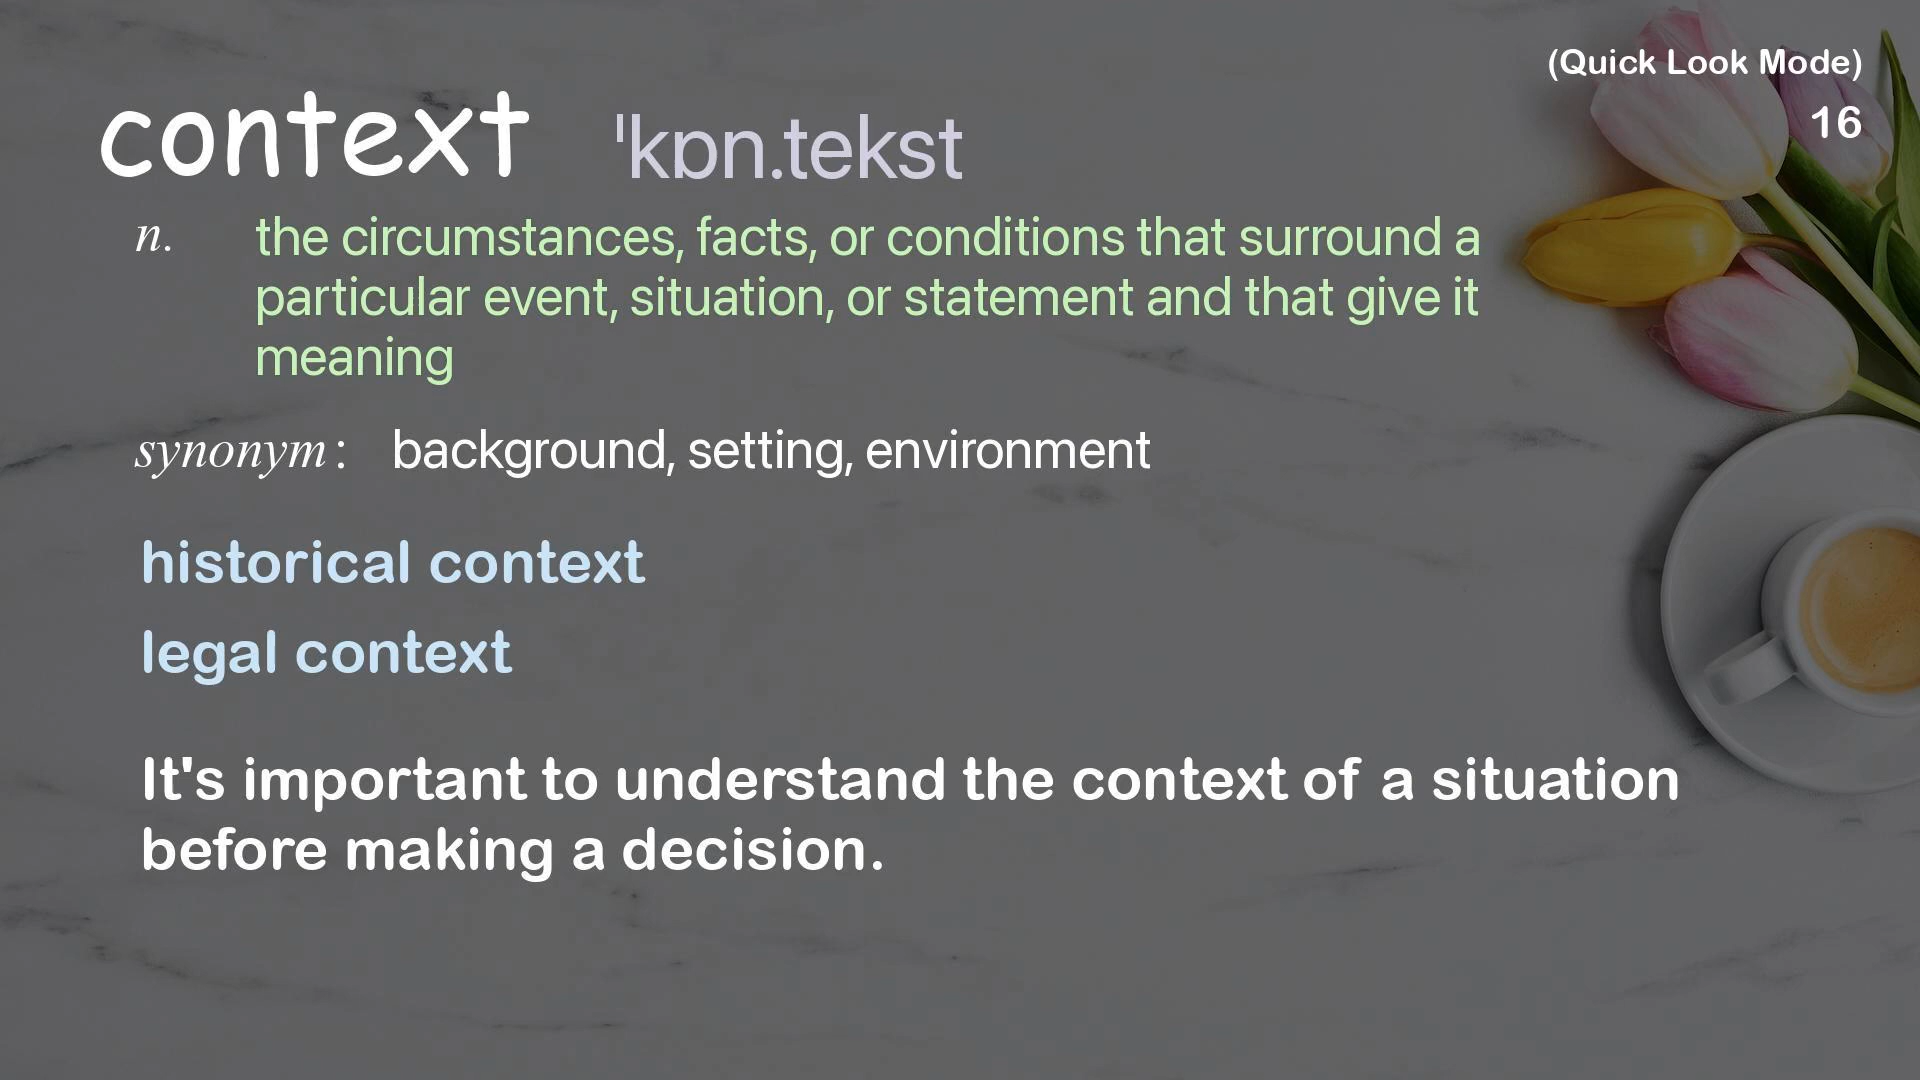 (Quick Look Mode)
16
context ˈkɒn.tekst
n. the circumstances, facts, or conditions that surround a
particular event, situation, or statement and that give it
meaning
synonym: background, setting, environment
historical context
legal context
It's important to understand the context of a situation
before making a decision.